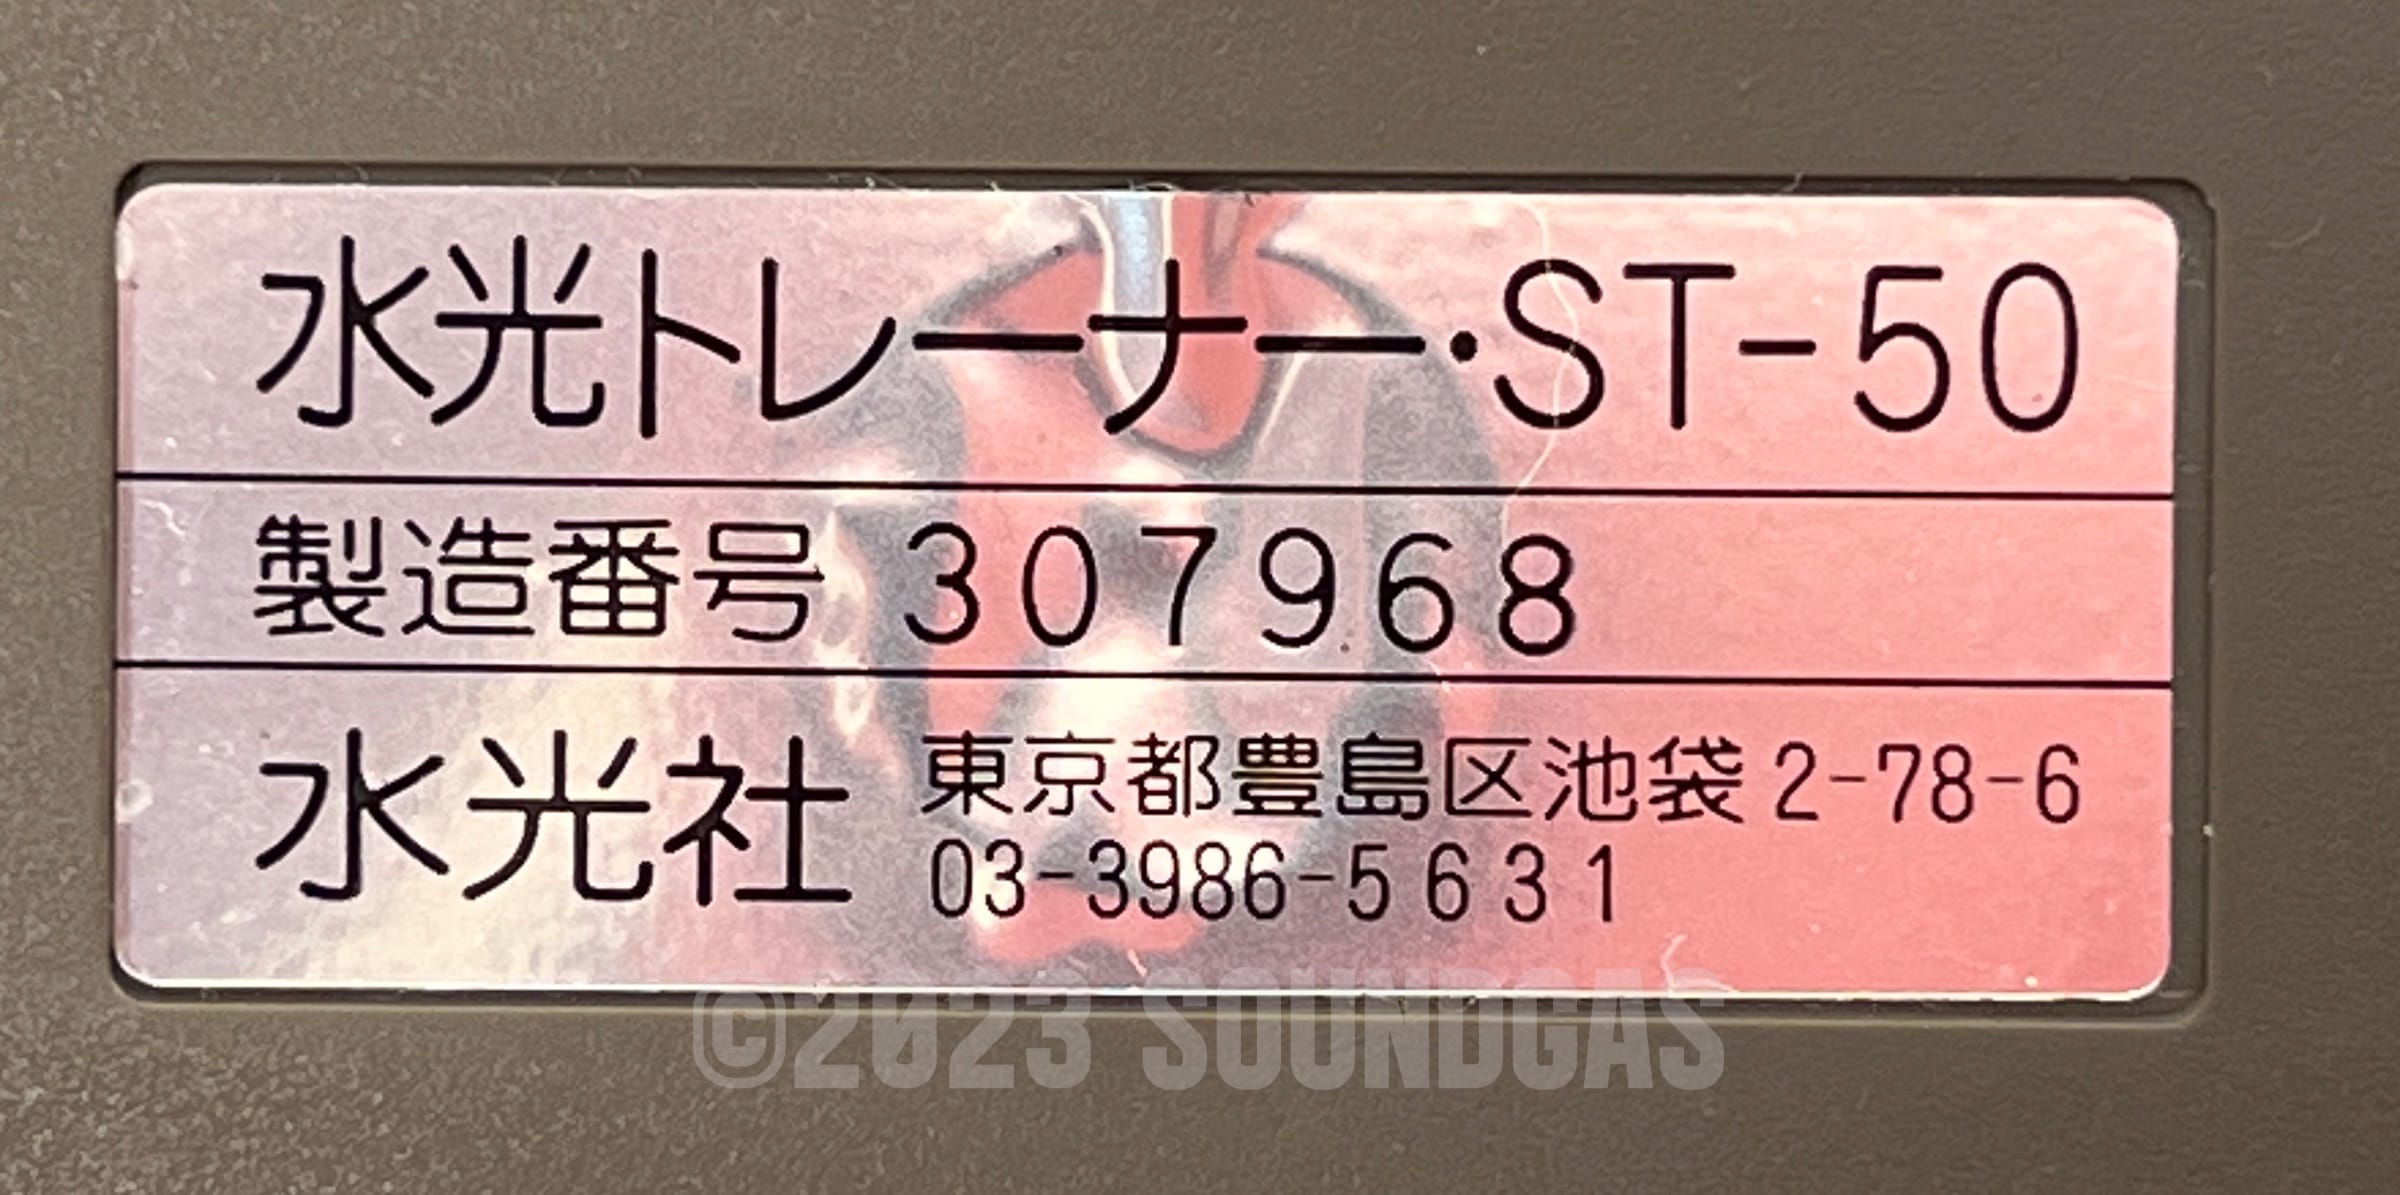 水光トレーナー・ST-50
製造番号 307968
水光社 東京都豊島区池袋2-78-6
03-3986-5631
©2023 SOUNDGAS